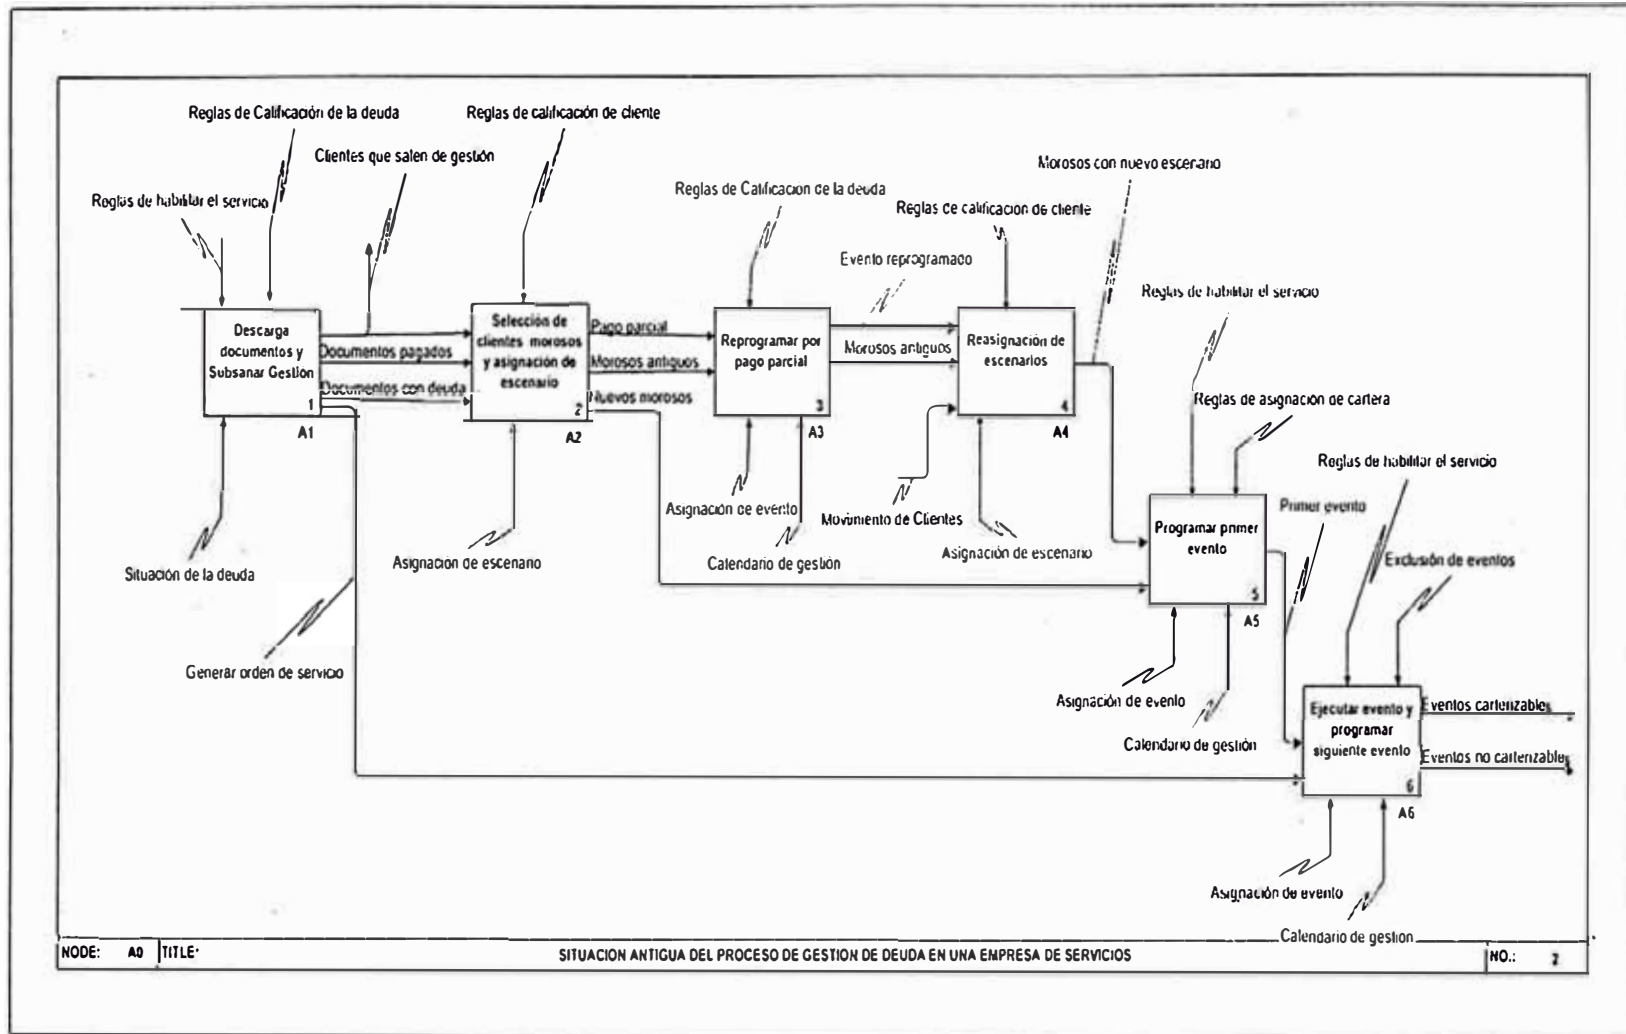 Reglas de Calificación de la deuda
Reglas de calificación de cliente
Clientes que salen de gestión
Morosos con nuevo escenario
Reglas de habilitar el servicio
Reglas de Calificación de la deuda
Reglas de calificación de cliente
Evento reprogramado
Reglas de habilitar el servicio
Descarga
documentos y
Subsanar Gestión
1
A1
Documentos pagados
Documentos con deuda
Selección de
clientes morosos
y asignación de
escenario
2
A2
Pago parcial
Morosos antiguos
Nuevos morosos
Reprogramar por
pago parcial
3
A3
Morosos antiguos
Reasignación de
escenarios
4
A4
Reglas de asignación de cartera
Reglas de habilitar el servicio
Asignación de evento
Movimiento de Clientes
Primer evento
Situación de la deuda
Asignación de escenario
Calendario de gestión
Asignación de escenario
Programar primer
evento
5
A5
Exclusión de eventos
Generar orden de servicio
Asignación de evento
Calendario de gestión
Ejecutar evento y
programar
siguiente evento
6
A6
Eventos carterizables
Eventos no carterizables
Asignación de evento
Calendario de gestion
NODE: A0 TITLE: SITUACION ANTIGUA DEL PROCESO DE GESTION DE DEUDA EN UNA EMPRESA DE SERVICIOS NO.: 2